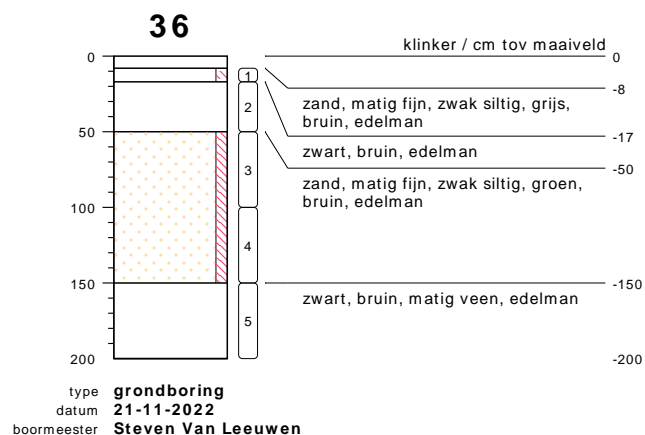 36
klinker / cm tov maaiveld
0
0
-8
1
zand, matig fijn, zwak siltig, grijs,
bruin, edelman
2
-17
50
zwart, bruin, edelman
-50
3
zand, matig fijn, zwak siltig, groen,
bruin, edelman
100
4
150
-150
zwart, bruin, matig veen, edelman
5
200
-200
type grondboring
datum 21-11-2022
boormeester Steven Van Leeuwen